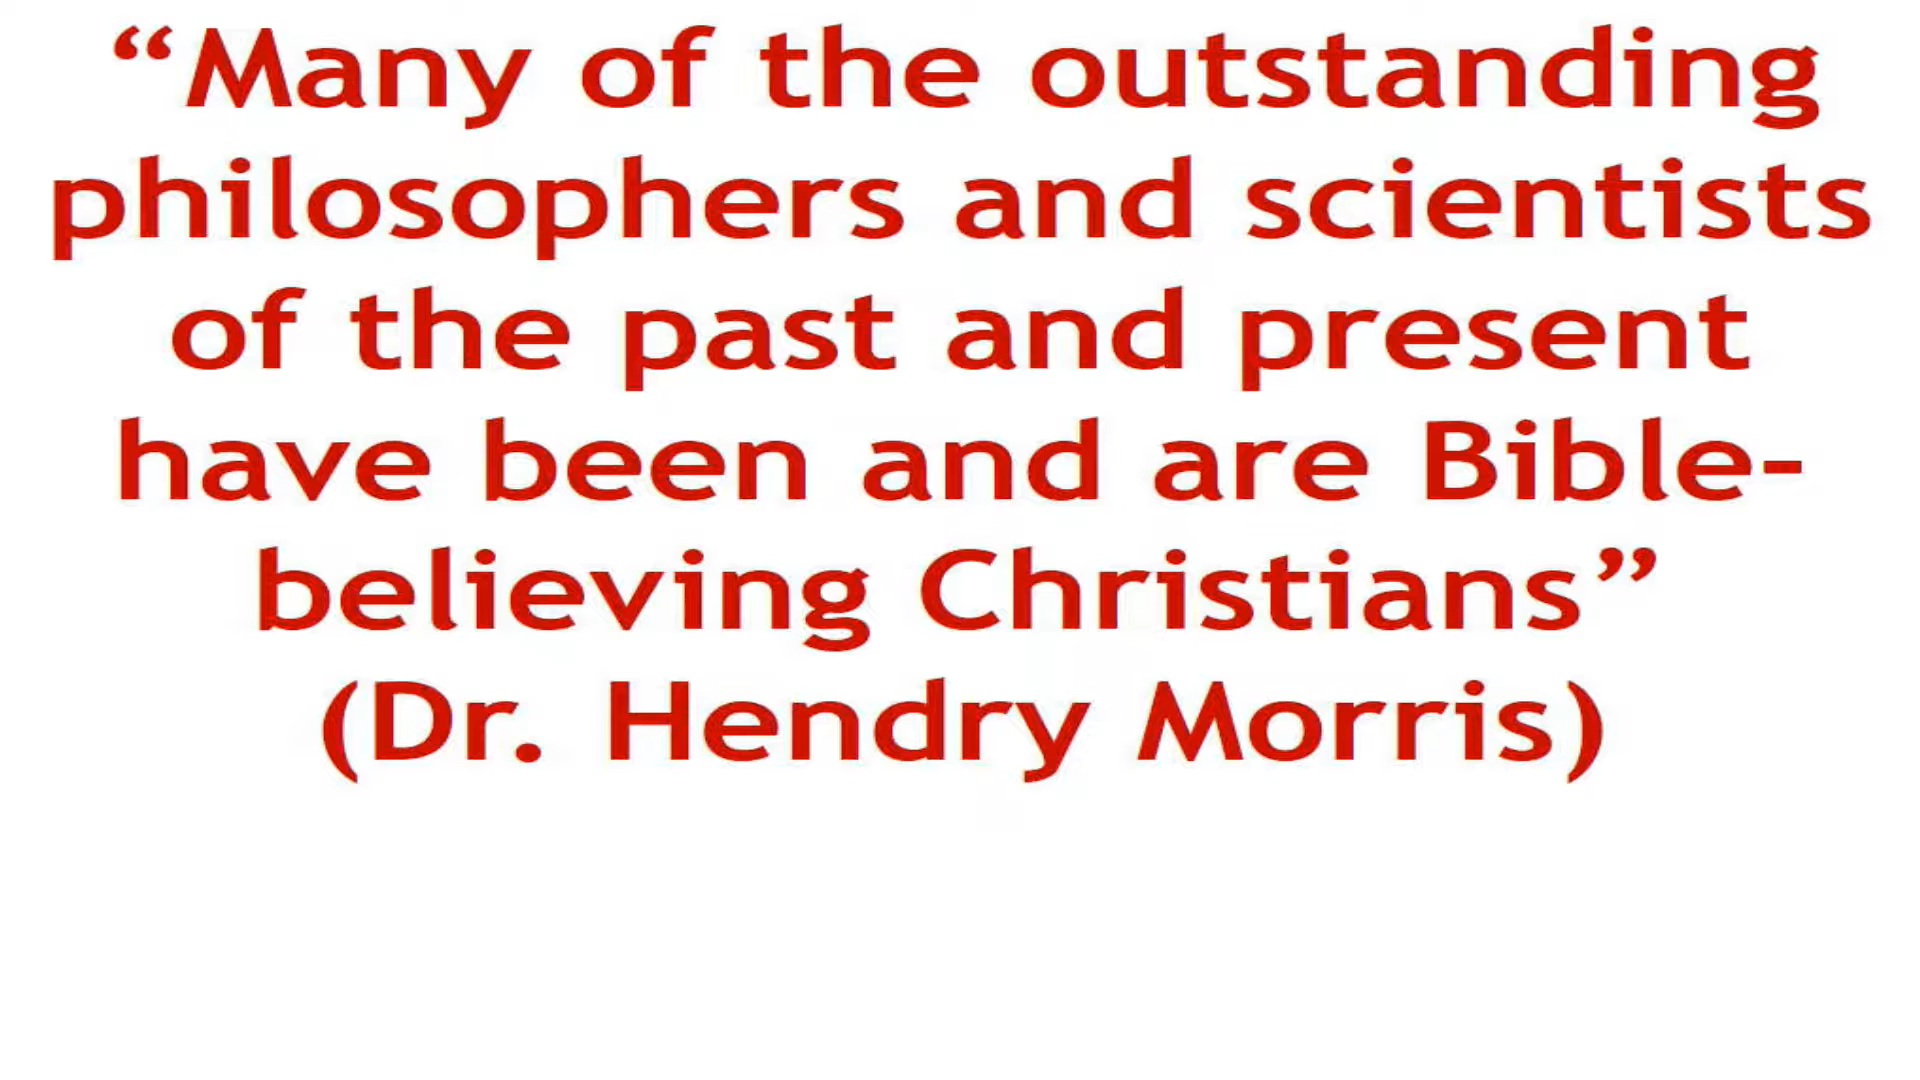 “Many of the outstanding
philosophers and scientists
of the past and present
have been and are Bible-
believing Christians”
(Dr. Hendry Morris)